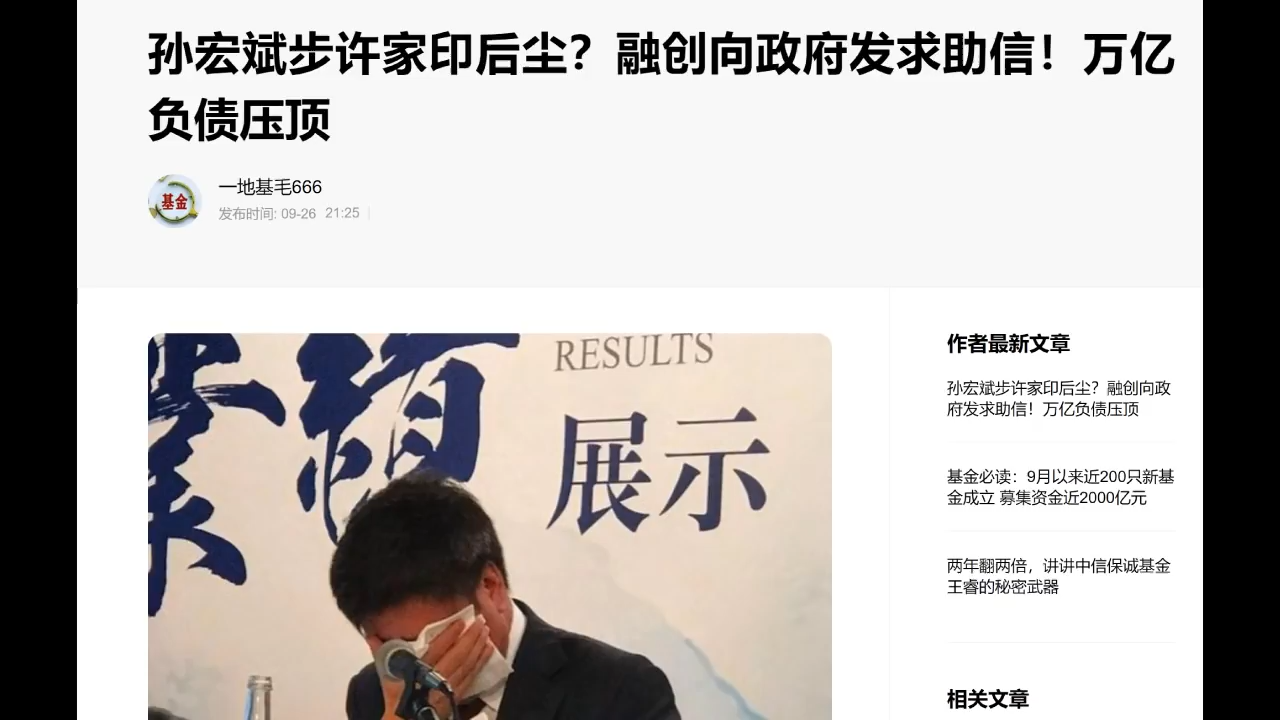 孙宏斌步许家印后尘？融创向政府发求助信！万亿
负债压顶
基金
一地基毛666
发布时间: 09-26 21:25
RESULTS
展示
作者最新文章
孙宏斌步许家印后尘？融创向政
府发求助信！万亿负债压顶
基金必读：9月以来近200只新基
金成立 募集资金近2000亿元
两年翻两倍，讲讲中信保诚基金
王睿的秘密武器
相关文章